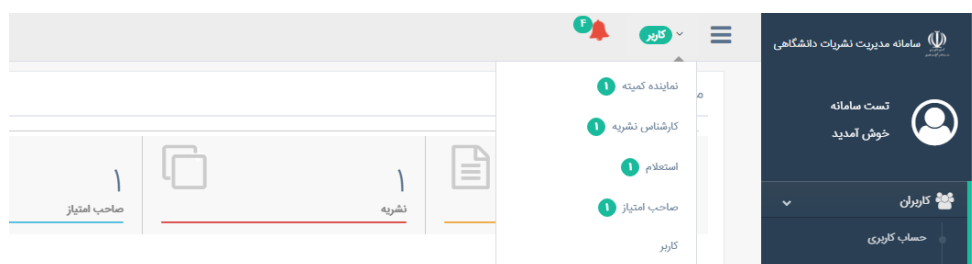 سامانه مدیریت نشریات دانشگاهی
کاربر
۴
تست سامانه
خوش آمدید
کاربران
حساب کاربری
نماینده کمیته ۱
کارشناس نشریه ۱
استعلام ۱
صاحب امتیاز ۱
کاربر
۱
نشریه
۱
صاحب امتیاز